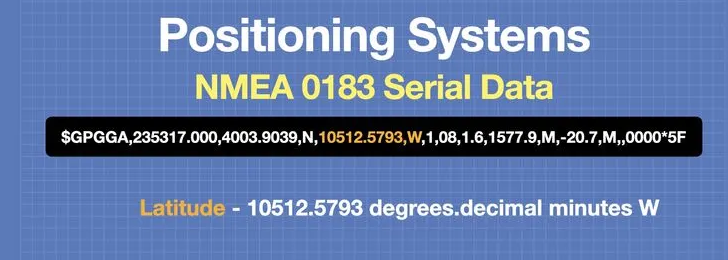 Positioning Systems
NMEA 0183 Serial Data
$GPGGA,235317.000,4003.9039,N,10512.5793,W,1,08,1.6,1577.9,M,-20.7,M,,0000*5F
Latitude - 10512.5793 degrees.decimal minutes W